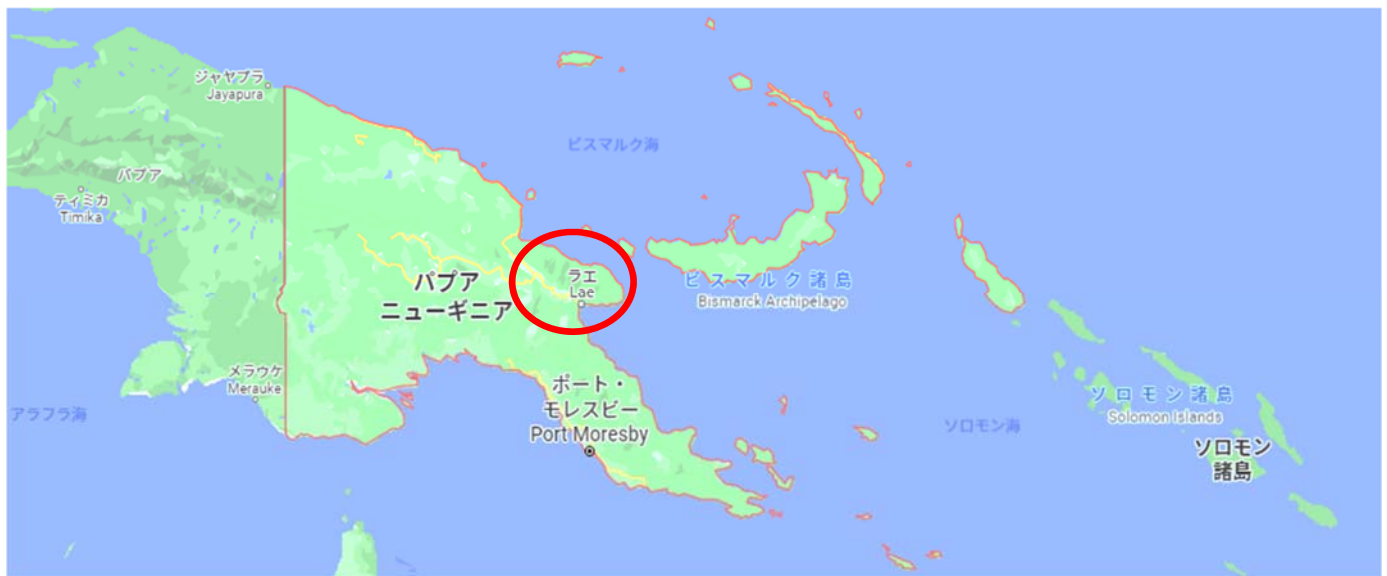 ジャヤプラ
Jayapura
ビスマルク海
パプア
ティミカ
Timika
パプア
ニューギニア
ラエ
Lae
ビスマルク諸島
Bismarck Archipelago
メラウケ
Merauke
アラフラ海
ポート・
モレスビー
Port Moresby
ソロモン諸島
Solomon Islands
ソロモン海
ソロモン
諸島